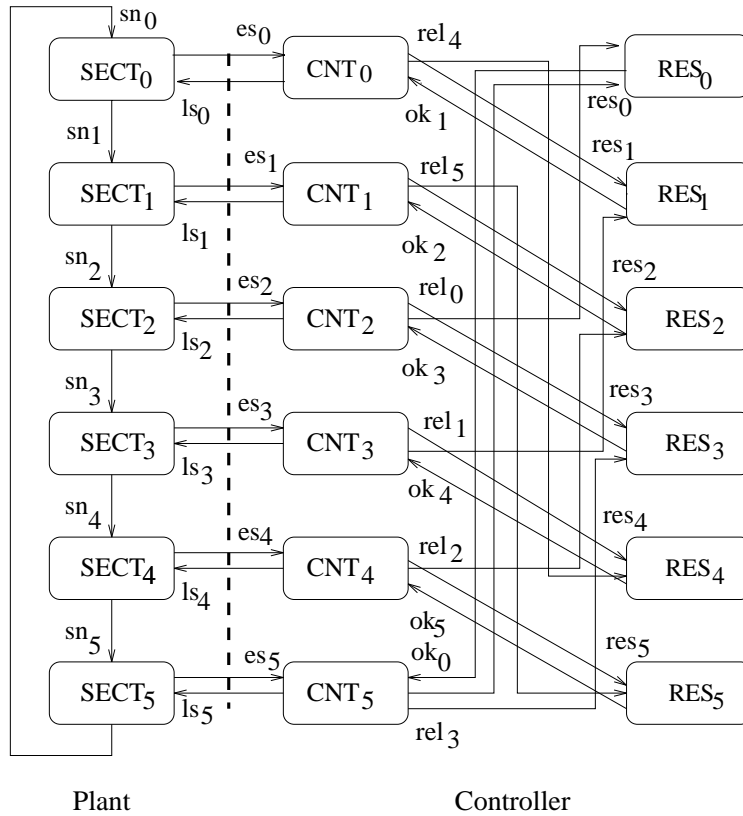 sn0
es0
rel4
SECT0
CNT0
RES0
ls0
ok1
res0
sn1
res1
es1
rel5
SECT1
CNT1
RES1
ls1
ok2
sn2
res2
es2
rel0
SECT2
CNT2
RES2
ls2
ok3
sn3
res3
es3
rel1
SECT3
CNT3
RES3
ls3
ok4
sn4
res4
es4
rel2
SECT4
CNT4
RES4
ls4
ok5
sn5
res5
es5
ok0
SECT5
CNT5
RES5
ls5
rel3
Plant
Controller